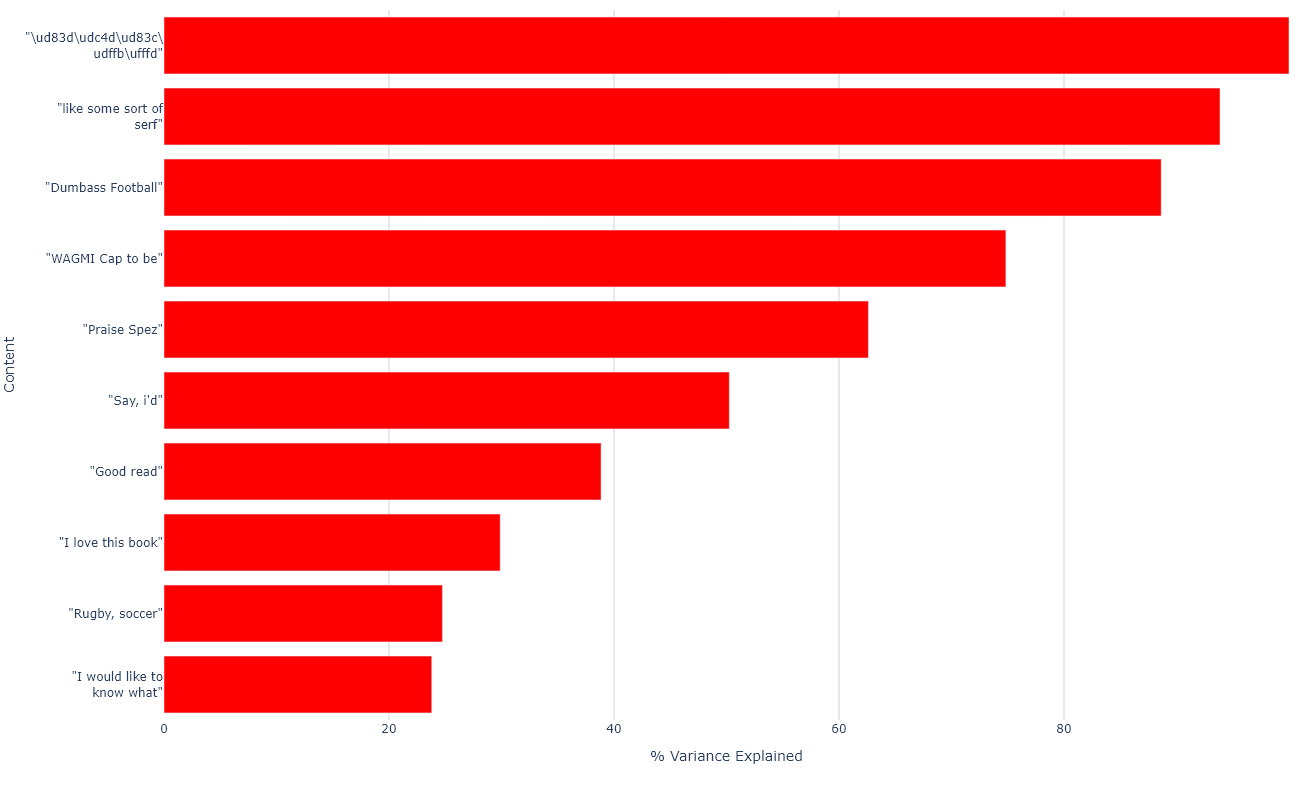 "\ud83d\udc4d\ud83c\
udffb\ufffd"
"like some sort of
serf"
"Dumbass Football"
"WAGMI Cap to be"
"Praise Spez"
"Say, i'd"
"Good read"
"I love this book"
"Rugby, soccer"
"I would like to
know what"
Content
0 20 40 60 80
% Variance Explained